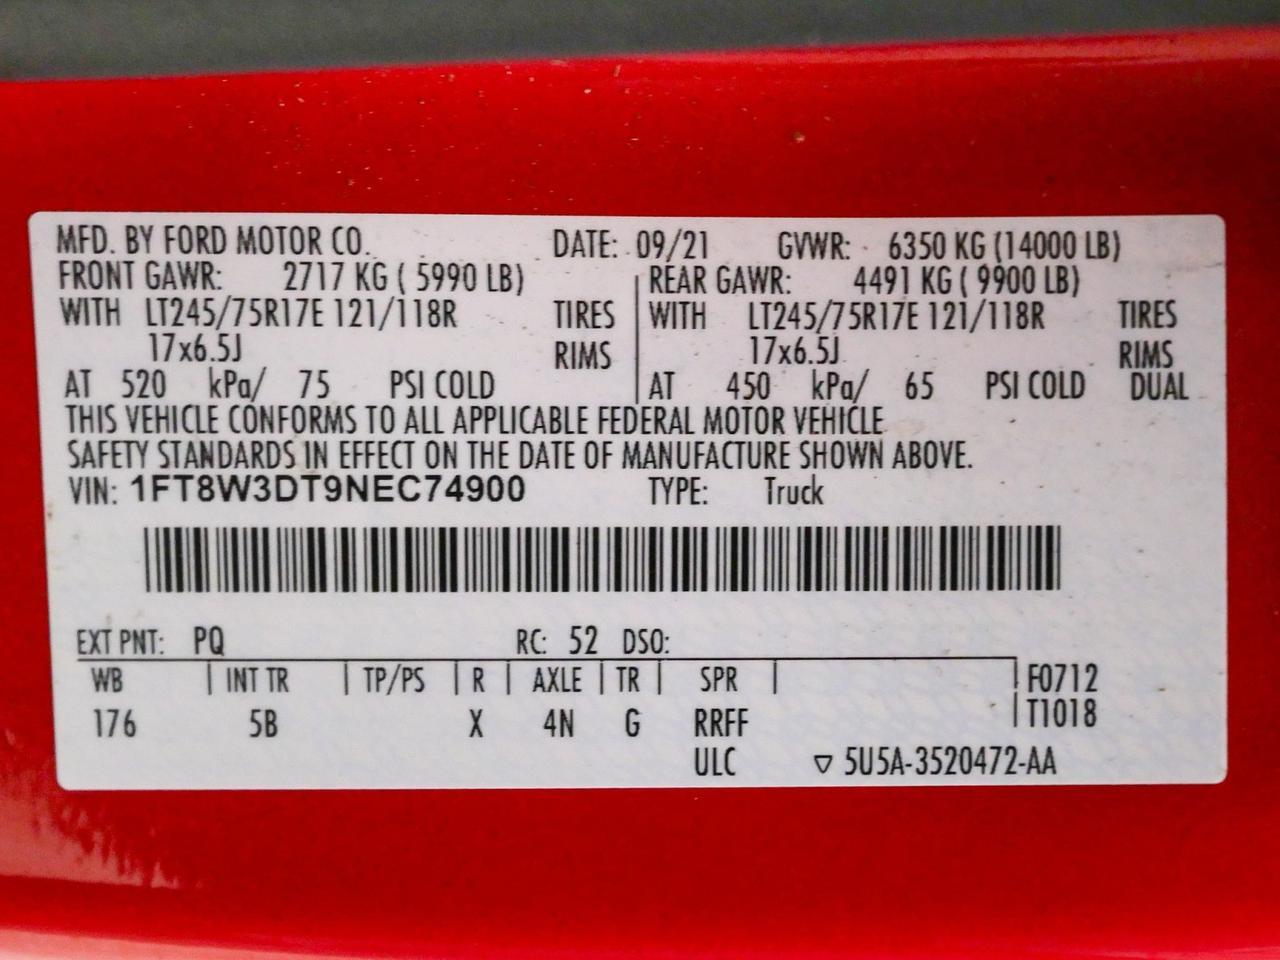 MFD. BY FORD MOTOR CO. DATE: 09/21 GVWR: 6350 KG (14000 LB)
FRONT GAWR: 2717 KG ( 5990 LB) REAR GAWR: 4491 KG ( 9900 LB)
WITH LT245/75R17E 121/118R TIRES WITH LT245/75R17E 121/118R TIRES
17x6.5J RIMS 17x6.5J RIMS
AT 520 kPa/ 75 PSI COLD AT 450 kPa/ 65 PSI COLD DUAL
THIS VEHICLE CONFORMS TO ALL APPLICABLE FEDERAL MOTOR VEHICLE
SAFETY STANDARDS IN EFFECT ON THE DATE OF MANUFACTURE SHOWN ABOVE.
VIN: 1FT8W3DT9NEC74900 TYPE: Truck
EXT PNT: PQ RC: 52 DSO:
WB INT TR TP/PS R AXLE TR SPR F0712
176 5B X 4N G RRFF T1018
ULC ▽ 5U5A-3520472-AA